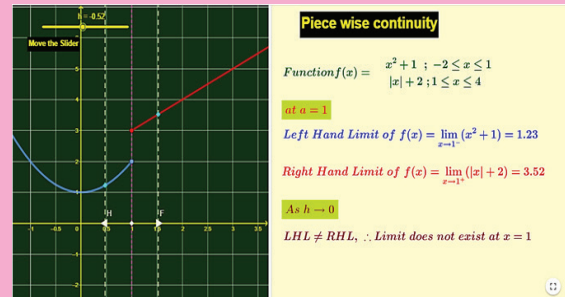 h = -0.52
Move the Slider
5
4
3
2
1
H
F
-1
-0.5
0
0.5
1
1.5
2
2.5
3
3.5
-1
-2
Piece wise continuity
Function f(x) = x² + 1 ; -2 ≤ x ≤ 1
|x| + 2 ; 1 ≤ x ≤ 4
at a = 1
Left Hand Limit of f(x) = lim x→1⁻ (x² + 1) = 1.23
Right Hand Limit of f(x) = lim x→1⁺ (|x| + 2) = 3.52
As h → 0
LHL ≠ RHL, ∴ Limit does not exist at x = 1